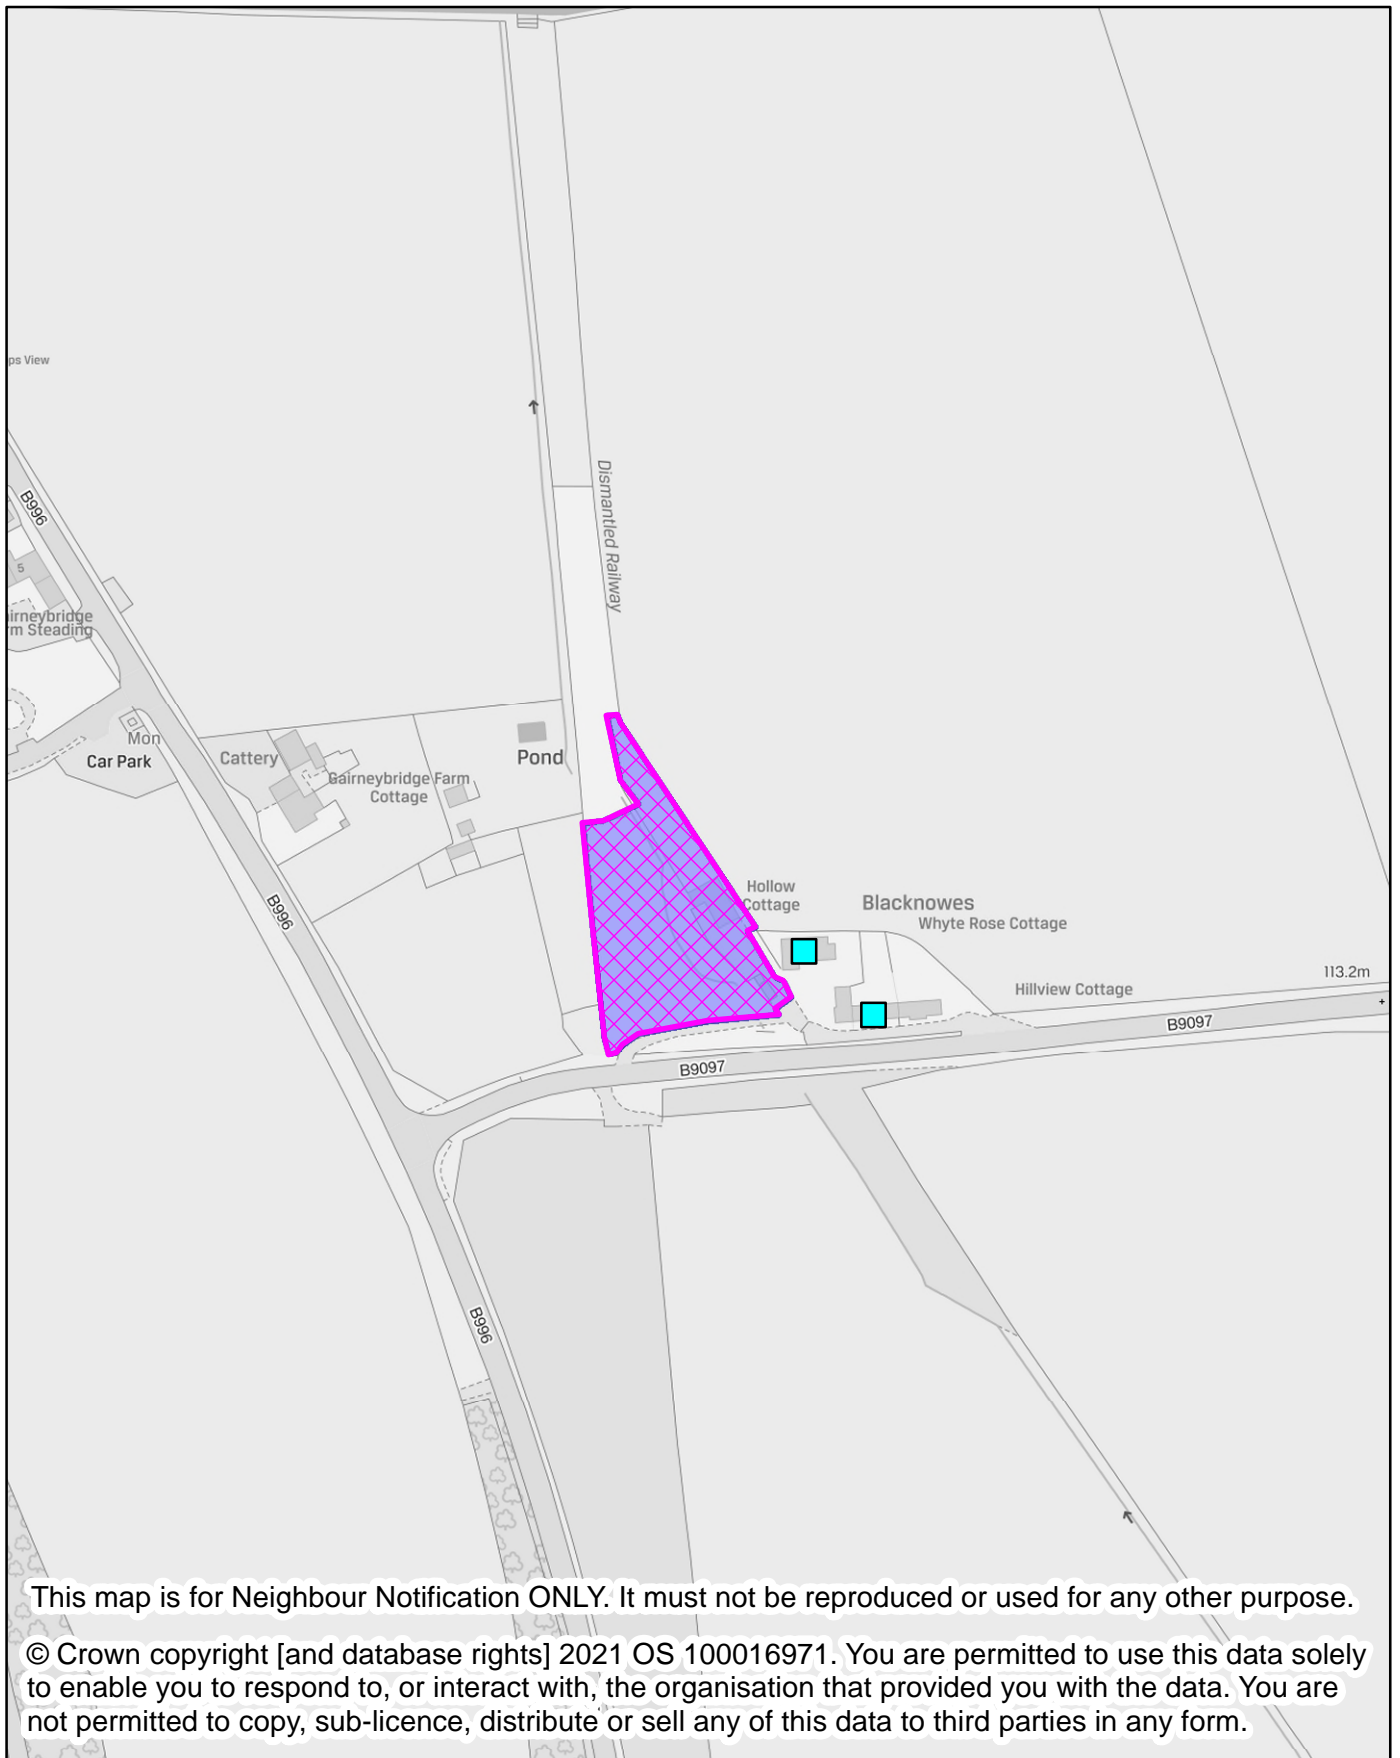 ps View
Dismantled Railway
B996
5
airneybridge
rm Steading
Mon
Car Park
Cattery
Pond
Gairneybridge Farm
Cottage
Hollow
Cottage
Blacknowes
Whyte Rose Cottage
B996
113.2m
Hillview Cottage
B9097
B9097
B996
This map is for Neighbour Notification ONLY. It must not be reproduced or used for any other purpose.
© Crown copyright [and database rights] 2021 OS 100016971. You are permitted to use this data solely
to enable you to respond to, or interact with, the organisation that provided you with the data. You are
not permitted to copy, sub-licence, distribute or sell any of this data to third parties in any form.